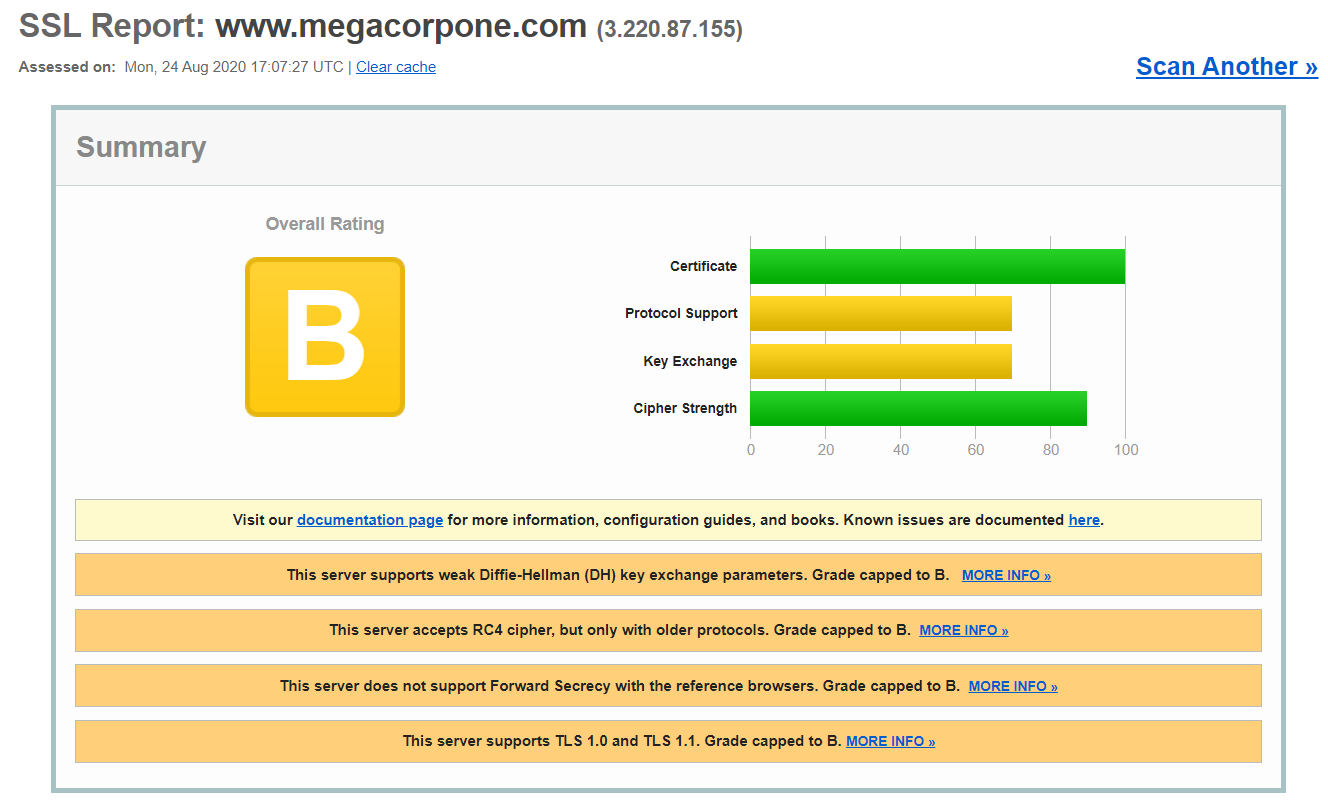 SSL Report: www.megacorpone.com (3.220.87.155)
Assessed on: Mon, 24 Aug 2020 17:07:27 UTC | Clear cache
Scan Another »
Summary
Overall Rating
B
Certificate
Protocol Support
Key Exchange
Cipher Strength
0 20 40 60 80 100
Visit our documentation page for more information, configuration guides, and books. Known issues are documented here.
This server supports weak Diffie-Hellman (DH) key exchange parameters. Grade capped to B. MORE INFO »
This server accepts RC4 cipher, but only with older protocols. Grade capped to B. MORE INFO »
This server does not support Forward Secrecy with the reference browsers. Grade capped to B. MORE INFO »
This server supports TLS 1.0 and TLS 1.1. Grade capped to B. MORE INFO »